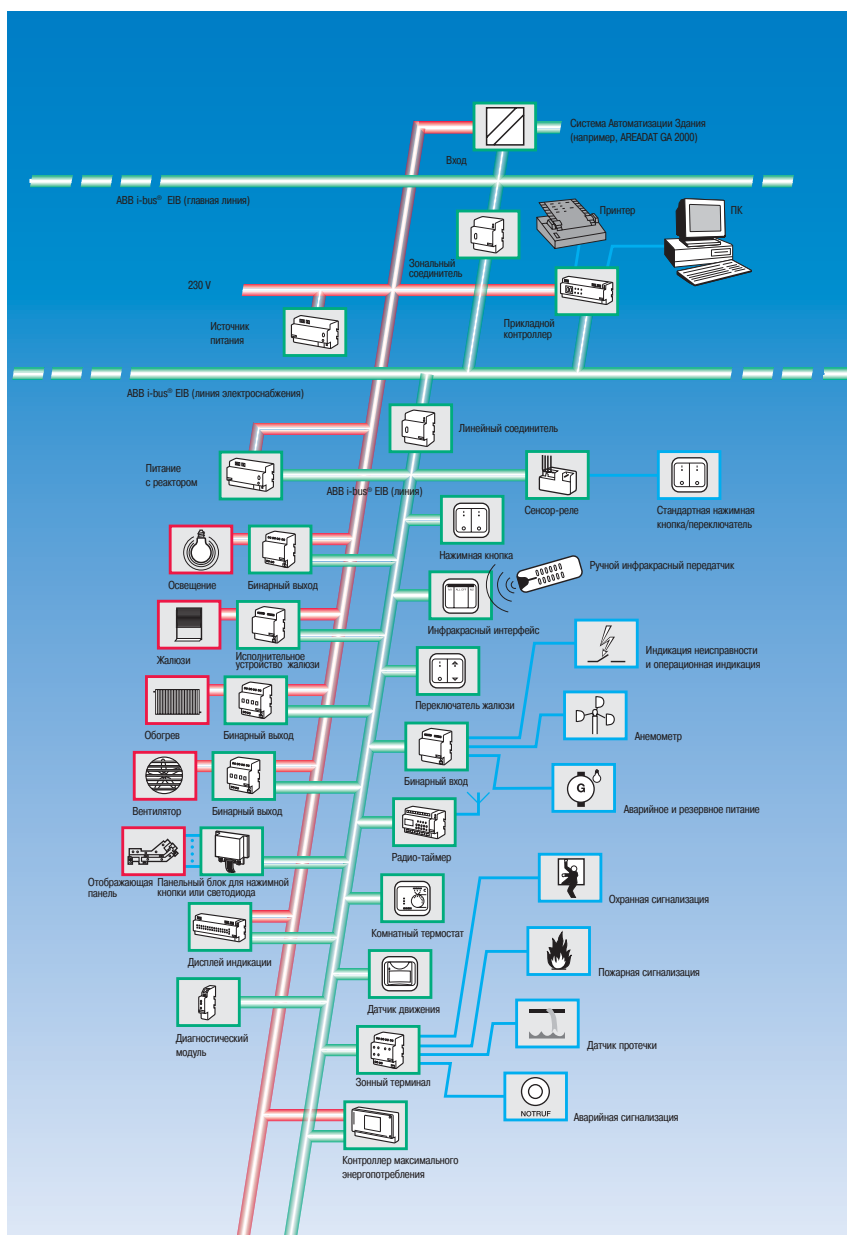 Система Автоматизации Здания
(например, AREADAT GA 2000)
Вход
ABB i-bus® EIB (главная линия)
Принтер
ПК
Зональный
соединитель
230 V
Источник
питания
Прикладной
контроллер
ABB i-bus® EIB (линия электроснабжения)
Линейный соединитель
Питание
с реактором
ABB i-bus® EIB (линия)
Сенсор-реле
Стандартная нажимная
кнопка/переключатель
Нажимная кнопка
Освещение
Бинарный выход
Ручной инфракрасный передатчик
Инфракрасный интерфейс
Жалюзи
Исполнительное
устройство жалюзи
Индикация неисправности
и операционная индикация
Переключатель жалюзи
Обогрев
Бинарный выход
Анемометр
Бинарный вход
G
Вентилятор
Бинарный выход
Аварийное и резервное питание
Радио-таймер
Отображающая
панель
Панельный блок для нажимной
кнопки или светодиода
Охранная сигнализация
Комнатный термостат
Дисплей индикации
Пожарная сигнализация
Датчик движения
Диагностический
модуль
Датчик протечки
Зонный терминал
NOTRUF
Аварийная сигнализация
Контроллер максимального
энергопотребления